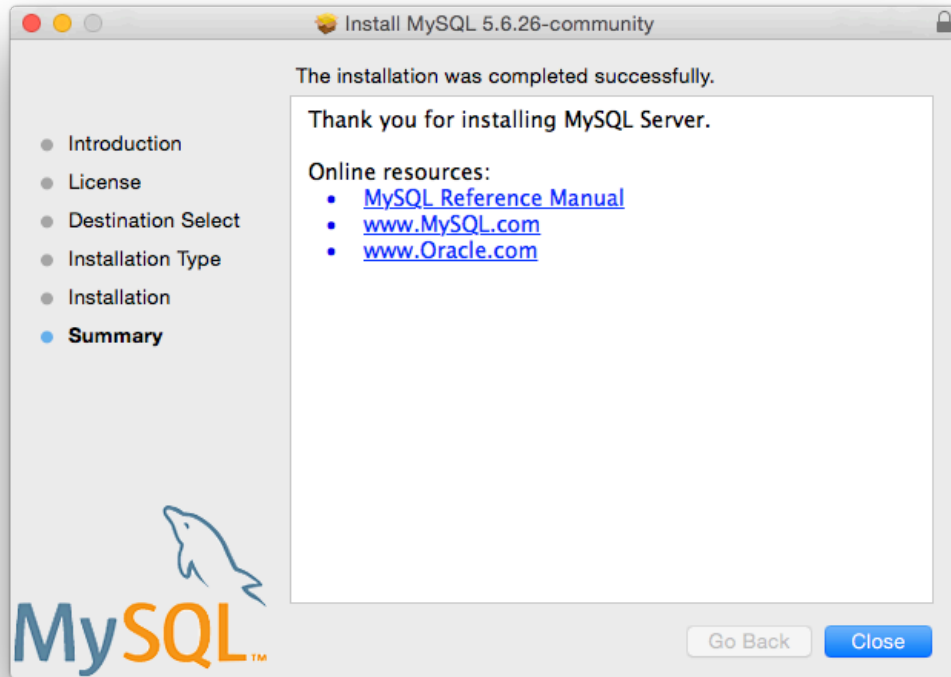 Install MySQL 5.6.26-community
The installation was completed successfully.
Introduction
License
Destination Select
Installation Type
Installation
Summary
Thank you for installing MySQL Server.
Online resources:
• MySQL Reference Manual
• www.MySQL.com
• www.Oracle.com
MySQL™
Go Back
Close